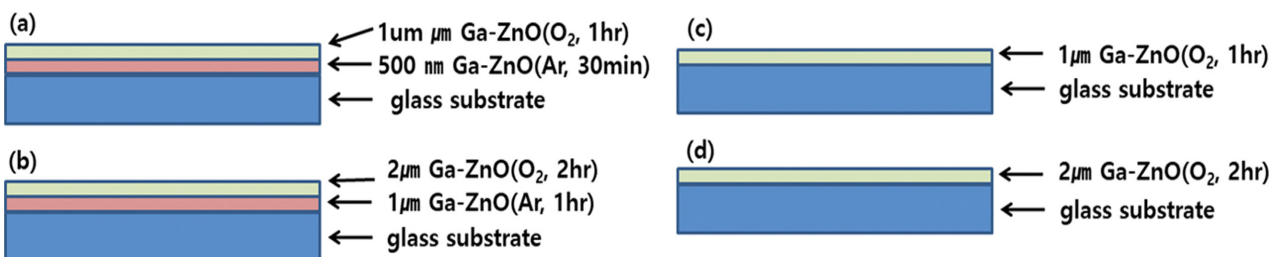 (a)
1um μm Ga-ZnO(O₂, 1hr)
500 nm Ga-ZnO(Ar, 30min)
glass substrate
(b)
2μm Ga-ZnO(O₂, 2hr)
1μm Ga-ZnO(Ar, 1hr)
glass substrate
(c)
1μm Ga-ZnO(O₂, 1hr)
glass substrate
(d)
2μm Ga-ZnO(O₂, 2hr)
glass substrate